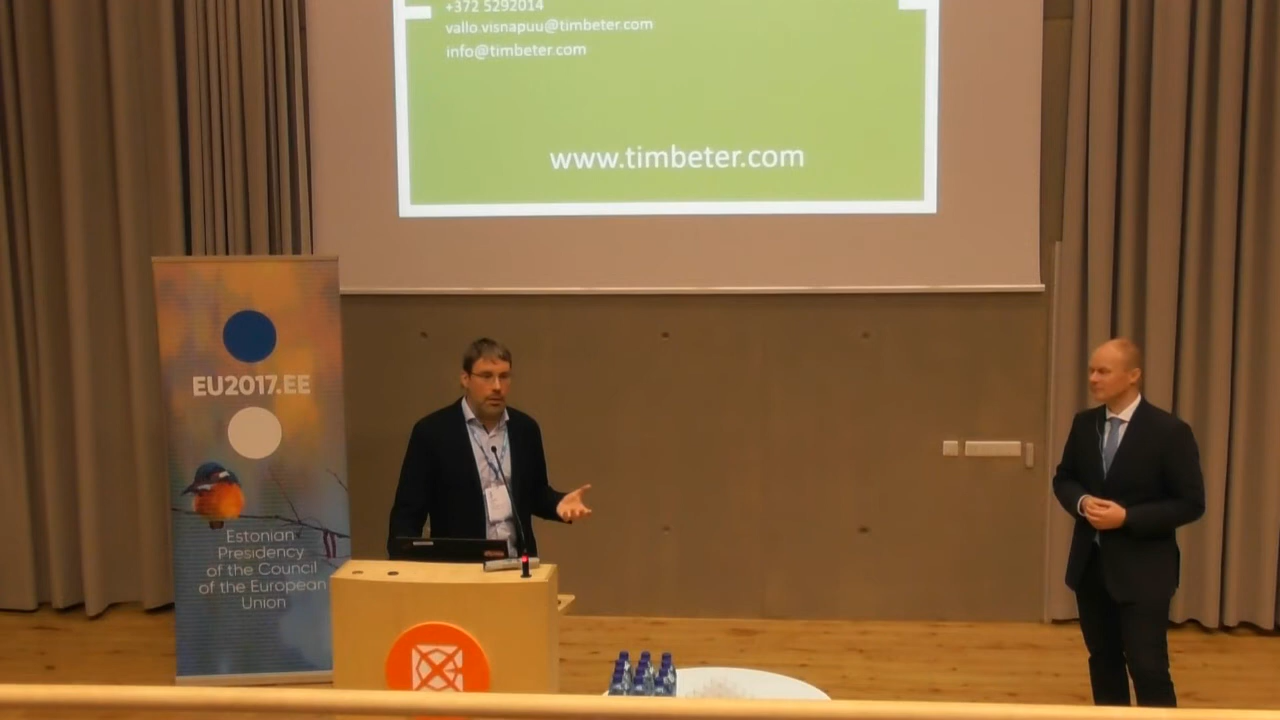 +372 5292014
vallo.visnapuu@timbeter.com
info@timbeter.com
www.timbeter.com
EU2017.EE
Estonian
Presidency
of the Council
of the European
Union